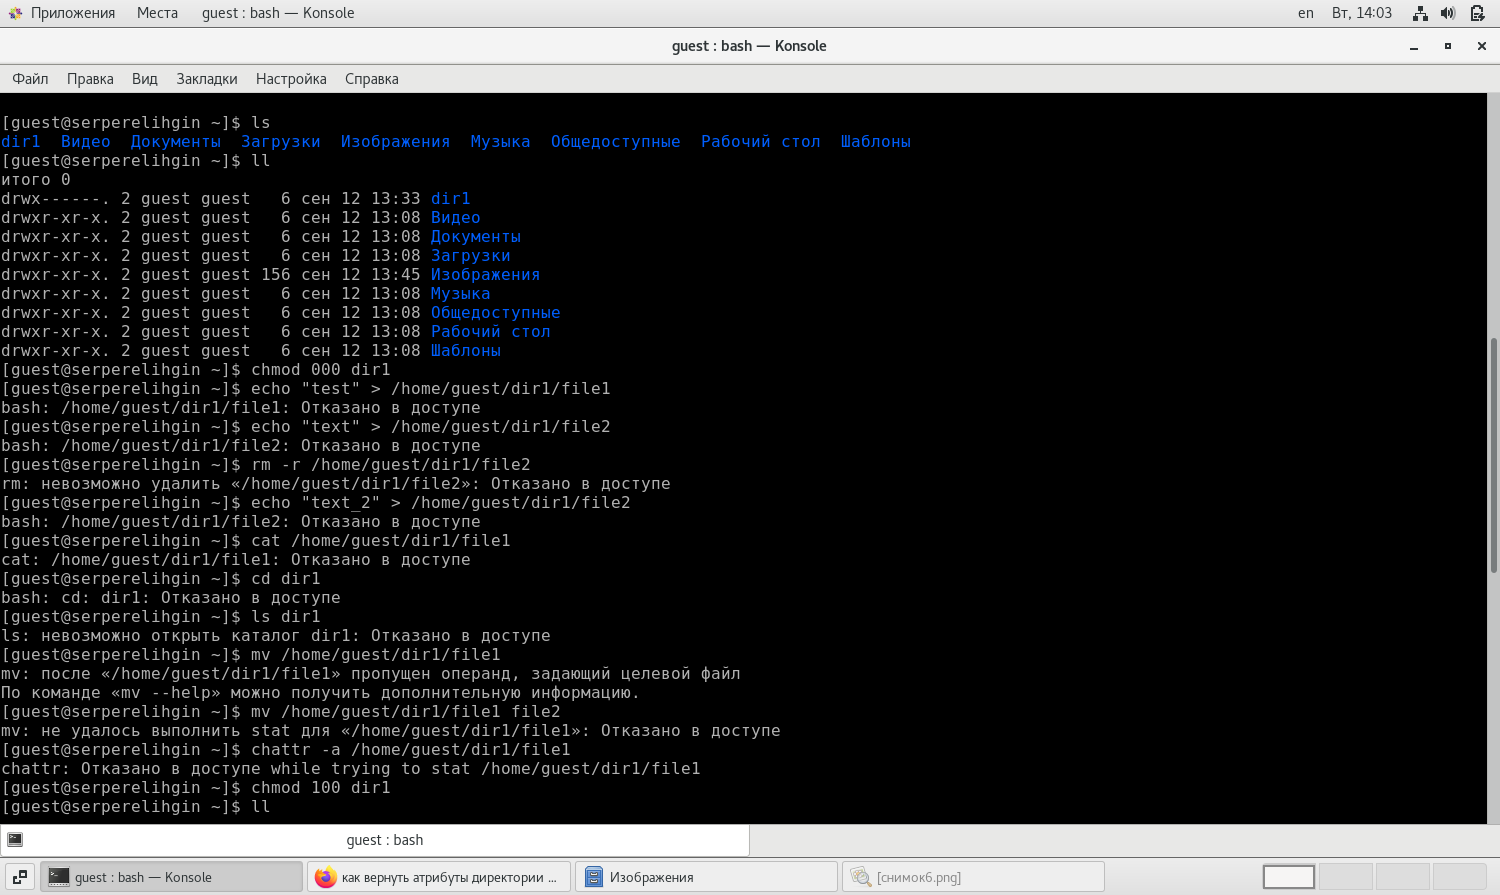 Приложения Места guest : bash — Konsole en Вт, 14:03
guest : bash — Konsole
Файл Правка Вид Закладки Настройка Справка
[guest@serperelihgin ~]$ ls
dir1  Видео  Документы  Загрузки  Изображения  Музыка  Общедоступные  Рабочий стол  Шаблоны
[guest@serperelihgin ~]$ ll
итого 0
drwx------. 2 guest guest   6 сен 12 13:33 dir1
drwxr-xr-x. 2 guest guest   6 сен 12 13:08 Видео
drwxr-xr-x. 2 guest guest   6 сен 12 13:08 Документы
drwxr-xr-x. 2 guest guest   6 сен 12 13:08 Загрузки
drwxr-xr-x. 2 guest guest 156 сен 12 13:45 Изображения
drwxr-xr-x. 2 guest guest   6 сен 12 13:08 Музыка
drwxr-xr-x. 2 guest guest   6 сен 12 13:08 Общедоступные
drwxr-xr-x. 2 guest guest   6 сен 12 13:08 Рабочий стол
drwxr-xr-x. 2 guest guest   6 сен 12 13:08 Шаблоны
[guest@serperelihgin ~]$ chmod 000 dir1
[guest@serperelihgin ~]$ echo "test" > /home/guest/dir1/file1
bash: /home/guest/dir1/file1: Отказано в доступе
[guest@serperelihgin ~]$ echo "text" > /home/guest/dir1/file2
bash: /home/guest/dir1/file2: Отказано в доступе
[guest@serperelihgin ~]$ rm -r /home/guest/dir1/file2
rm: невозможно удалить «/home/guest/dir1/file2»: Отказано в доступе
[guest@serperelihgin ~]$ echo "text_2" > /home/guest/dir1/file2
bash: /home/guest/dir1/file2: Отказано в доступе
[guest@serperelihgin ~]$ cat /home/guest/dir1/file1
cat: /home/guest/dir1/file1: Отказано в доступе
[guest@serperelihgin ~]$ cd dir1
bash: cd: dir1: Отказано в доступе
[guest@serperelihgin ~]$ ls dir1
ls: невозможно открыть каталог dir1: Отказано в доступе
[guest@serperelihgin ~]$ mv /home/guest/dir1/file1
mv: после «/home/guest/dir1/file1» пропущен операнд, задающий целевой файл
По команде «mv --help» можно получить дополнительную информацию.
[guest@serperelihgin ~]$ mv /home/guest/dir1/file1 file2
mv: не удалось выполнить stat для «/home/guest/dir1/file1»: Отказано в доступе
[guest@serperelihgin ~]$ chattr -a /home/guest/dir1/file1
chattr: Отказано в доступе while trying to stat /home/guest/dir1/file1
[guest@serperelihgin ~]$ chmod 100 dir1
[guest@serperelihgin ~]$ ll
guest : bash
guest : bash — Konsole как вернуть атрибуты директории ... Изображения [снимок6.png]